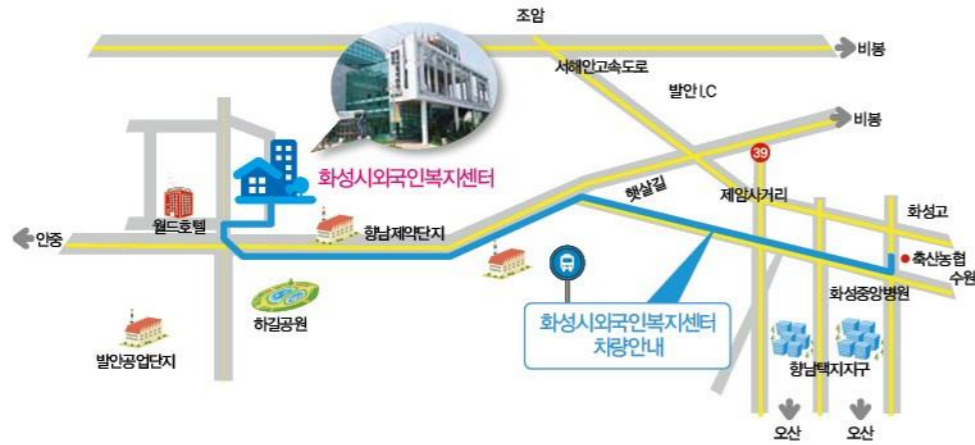 조암
비봉
서해안고속도로
발안 I.C
비봉
39
화성시외국인복지센터
햇살길
제암사거리
화성고
월드호텔
향남제약단지
안중
축산농협
수원
화성중앙병원
하길공원
화성시외국인복지센터
차량안내
발안공업단지
향남택지지구
오산
오산